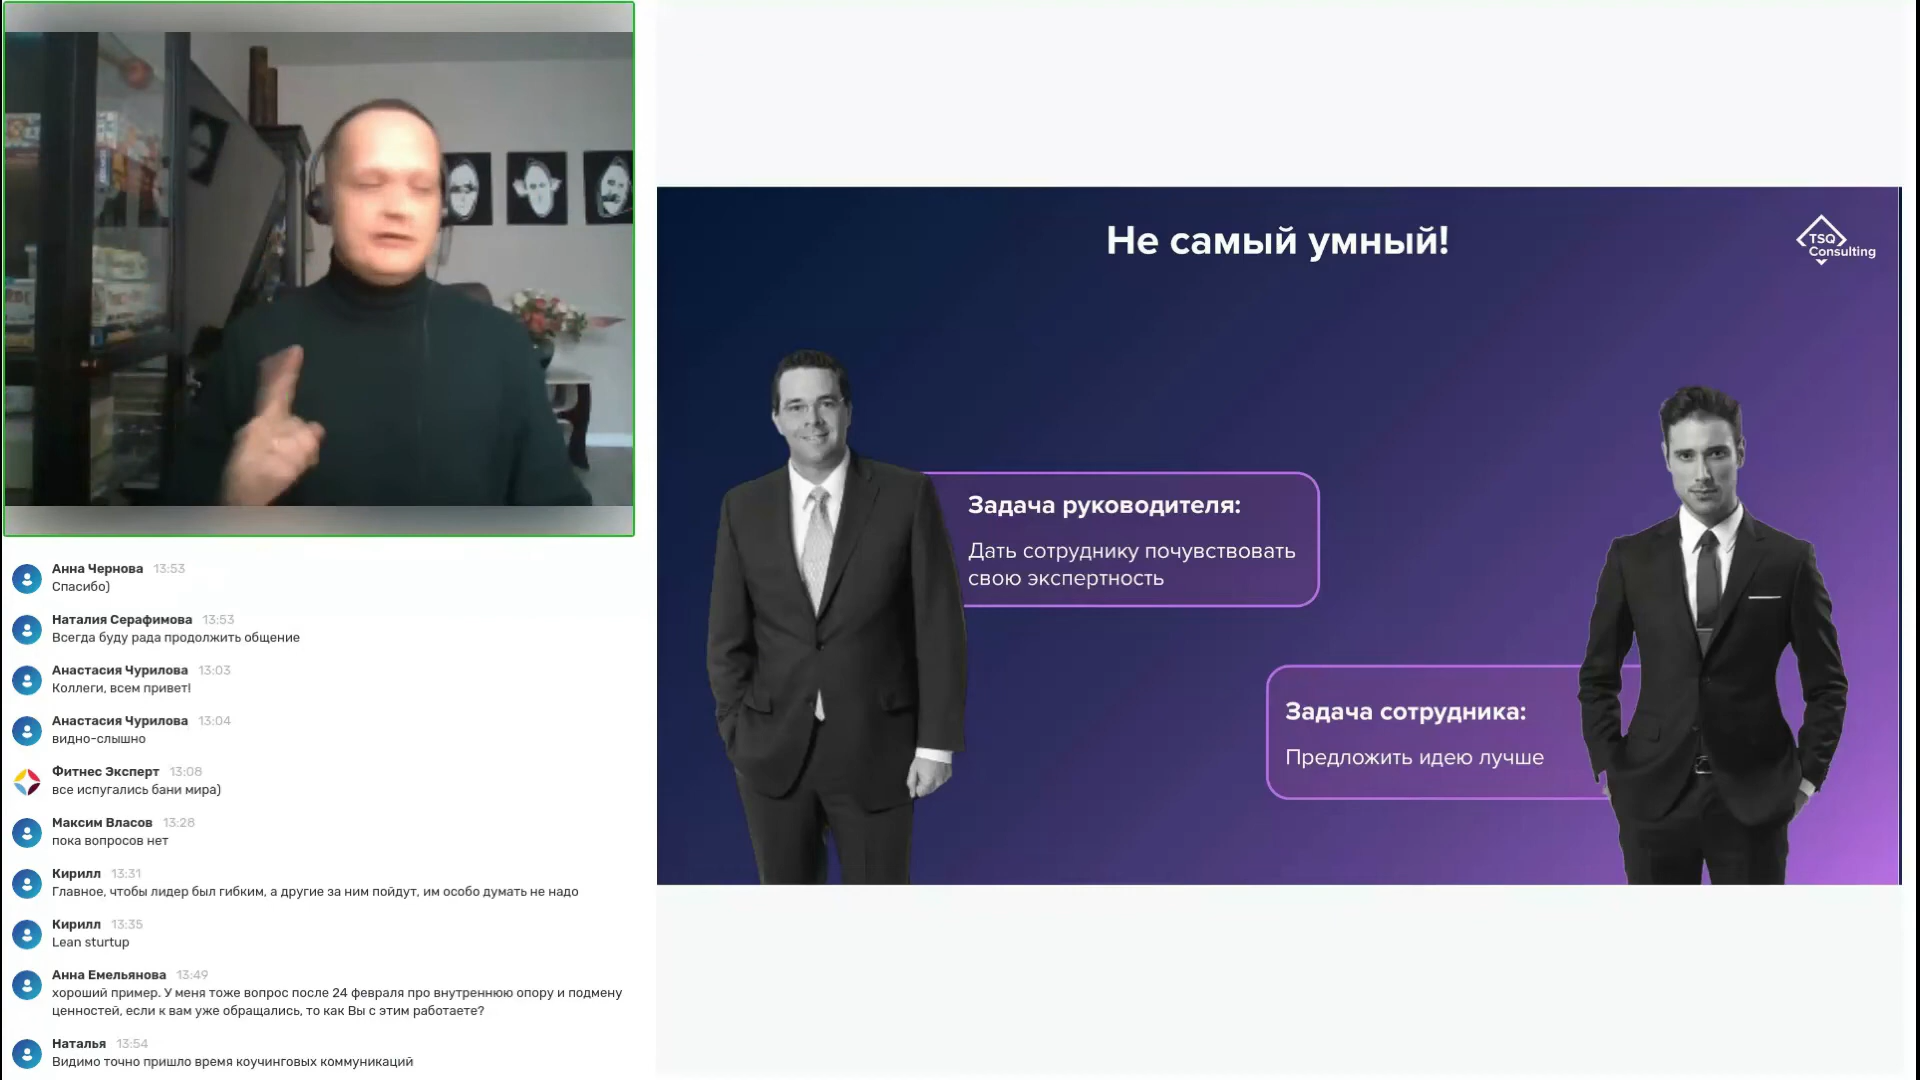 Анна Чернова 13:53
Спасибо)
Наталия Серафимова 13:53
Всегда буду рада продолжить общение
Анастасия Чурилова 13:03
Коллеги, всем привет!
Анастасия Чурилова 13:04
видно-слышно
Фитнес Эксперт 13:08
все испугались бани мира)
Максим Власов 13:28
пока вопросов нет
Кирилл 13:31
Главное, чтобы лидер был гибким, а другие за ним пойдут, им особо думать не надо
Кирилл 13:35
Lean sturtup
Анна Емельянова 13:49
хороший пример. У меня тоже вопрос после 24 февраля про внутреннюю опору и подмену
ценностей, если к вам уже обращались, то как Вы с этим работаете?
Наталья 13:54
Видимо точно пришло время коучинговых коммуникаций
Не самый умный!
TSQ
Consulting
Задача руководителя:
Дать сотруднику почувствовать
свою экспертность
Задача сотрудника:
Предложить идею лучше